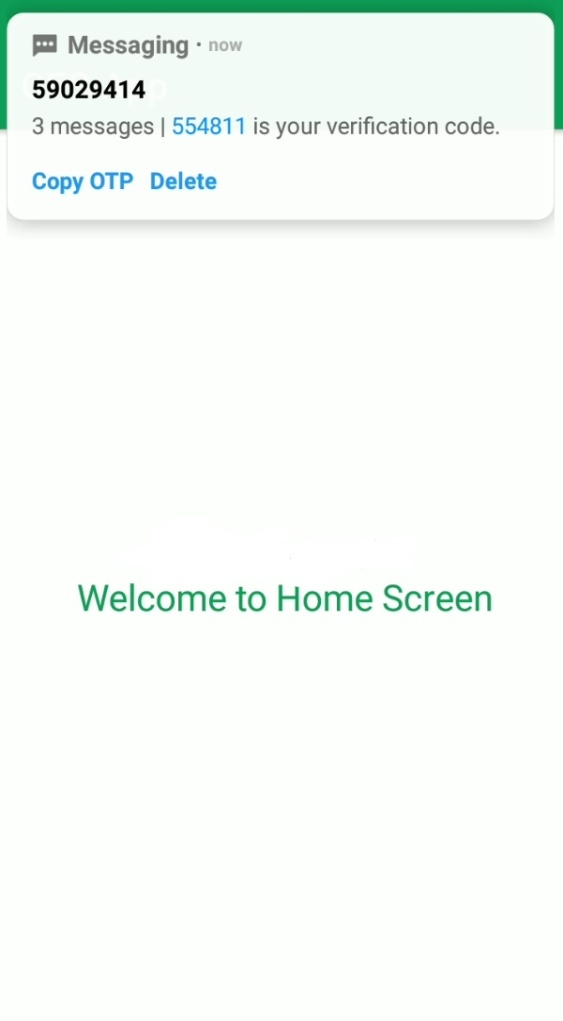 Messaging · now
59029414
3 messages | 554811 is your verification code.
Copy OTP Delete
Welcome to Home Screen